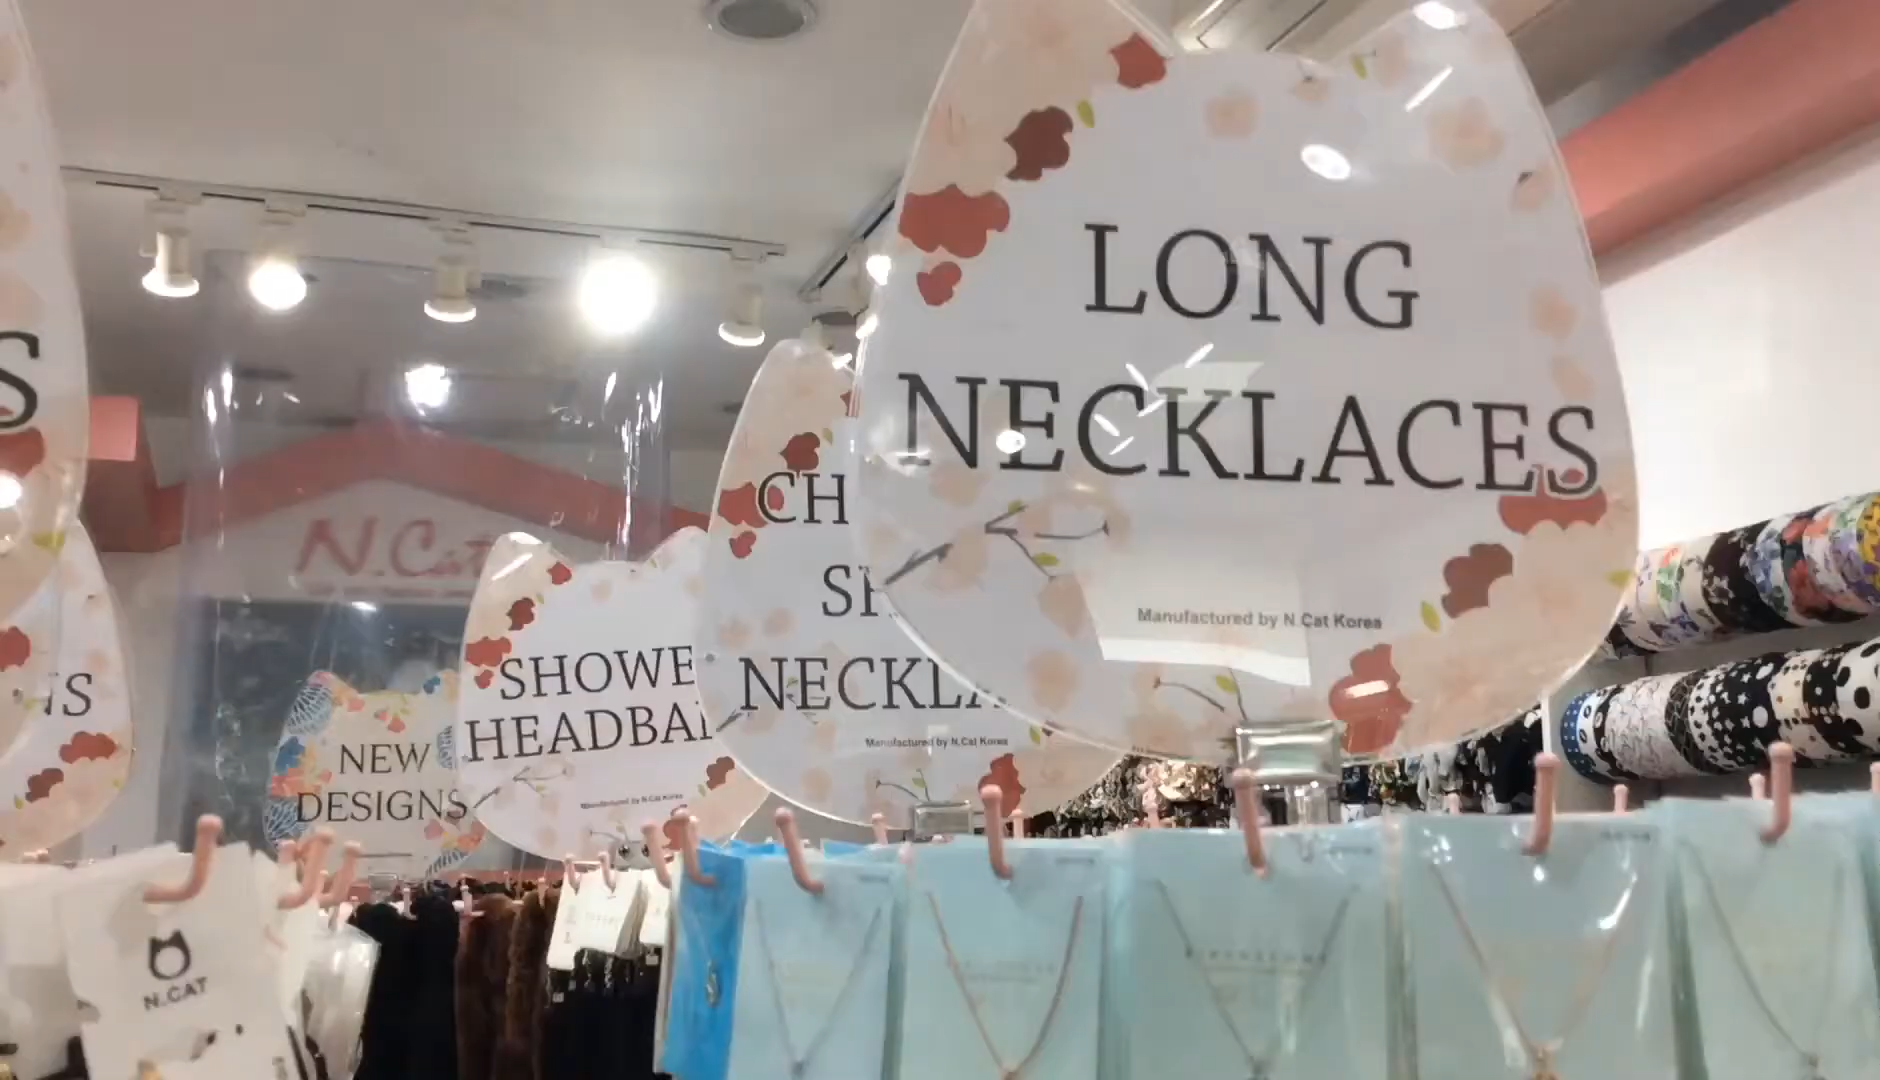 LONG
NECKLACES
Manufactured by N.Cat Korea
CH
NECKLA
Manufactured by N.Cat Korea
SHOWE
HEADBA
Manufactured by N.Cat Korea
NEW
DESIGNS
N.Cat
S
NS
N.CAT